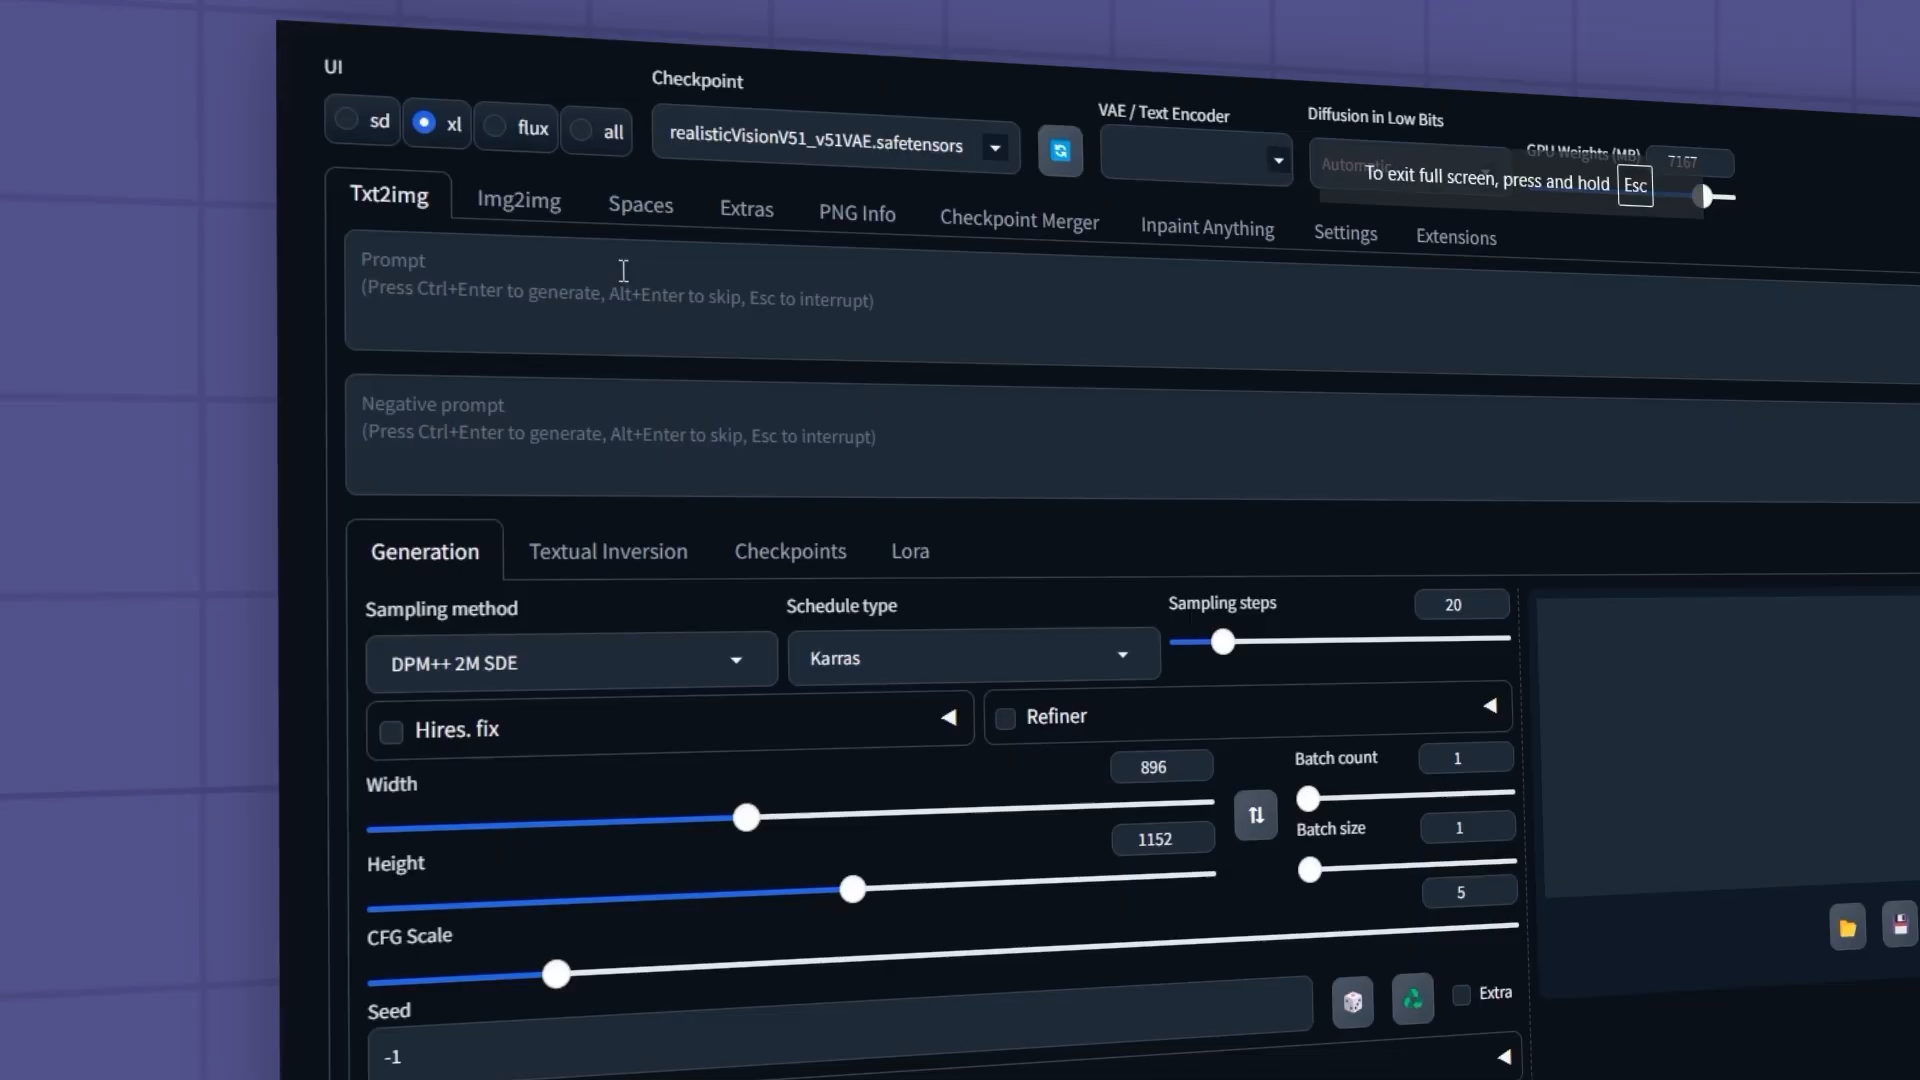 UI
sd
xl
flux
all
Checkpoint
realisticVisionV51_v51VAE.safetensors
VAE / Text Encoder
Diffusion in Low Bits
Automatic
GPU Weights (MB)
7167
To exit full screen, press and hold Esc
Txt2img
Img2img
Spaces
Extras
PNG Info
Checkpoint Merger
Inpaint Anything
Settings
Extensions
Prompt
(Press Ctrl+Enter to generate, Alt+Enter to skip, Esc to interrupt)
Negative prompt
(Press Ctrl+Enter to generate, Alt+Enter to skip, Esc to interrupt)
Generation
Textual Inversion
Checkpoints
Lora
Sampling method
DPM++ 2M SDE
Schedule type
Karras
Sampling steps
20
Hires. fix
Refiner
Width
896
Height
1152
Batch count
1
Batch size
1
CFG Scale
5
Seed
-1
Extra